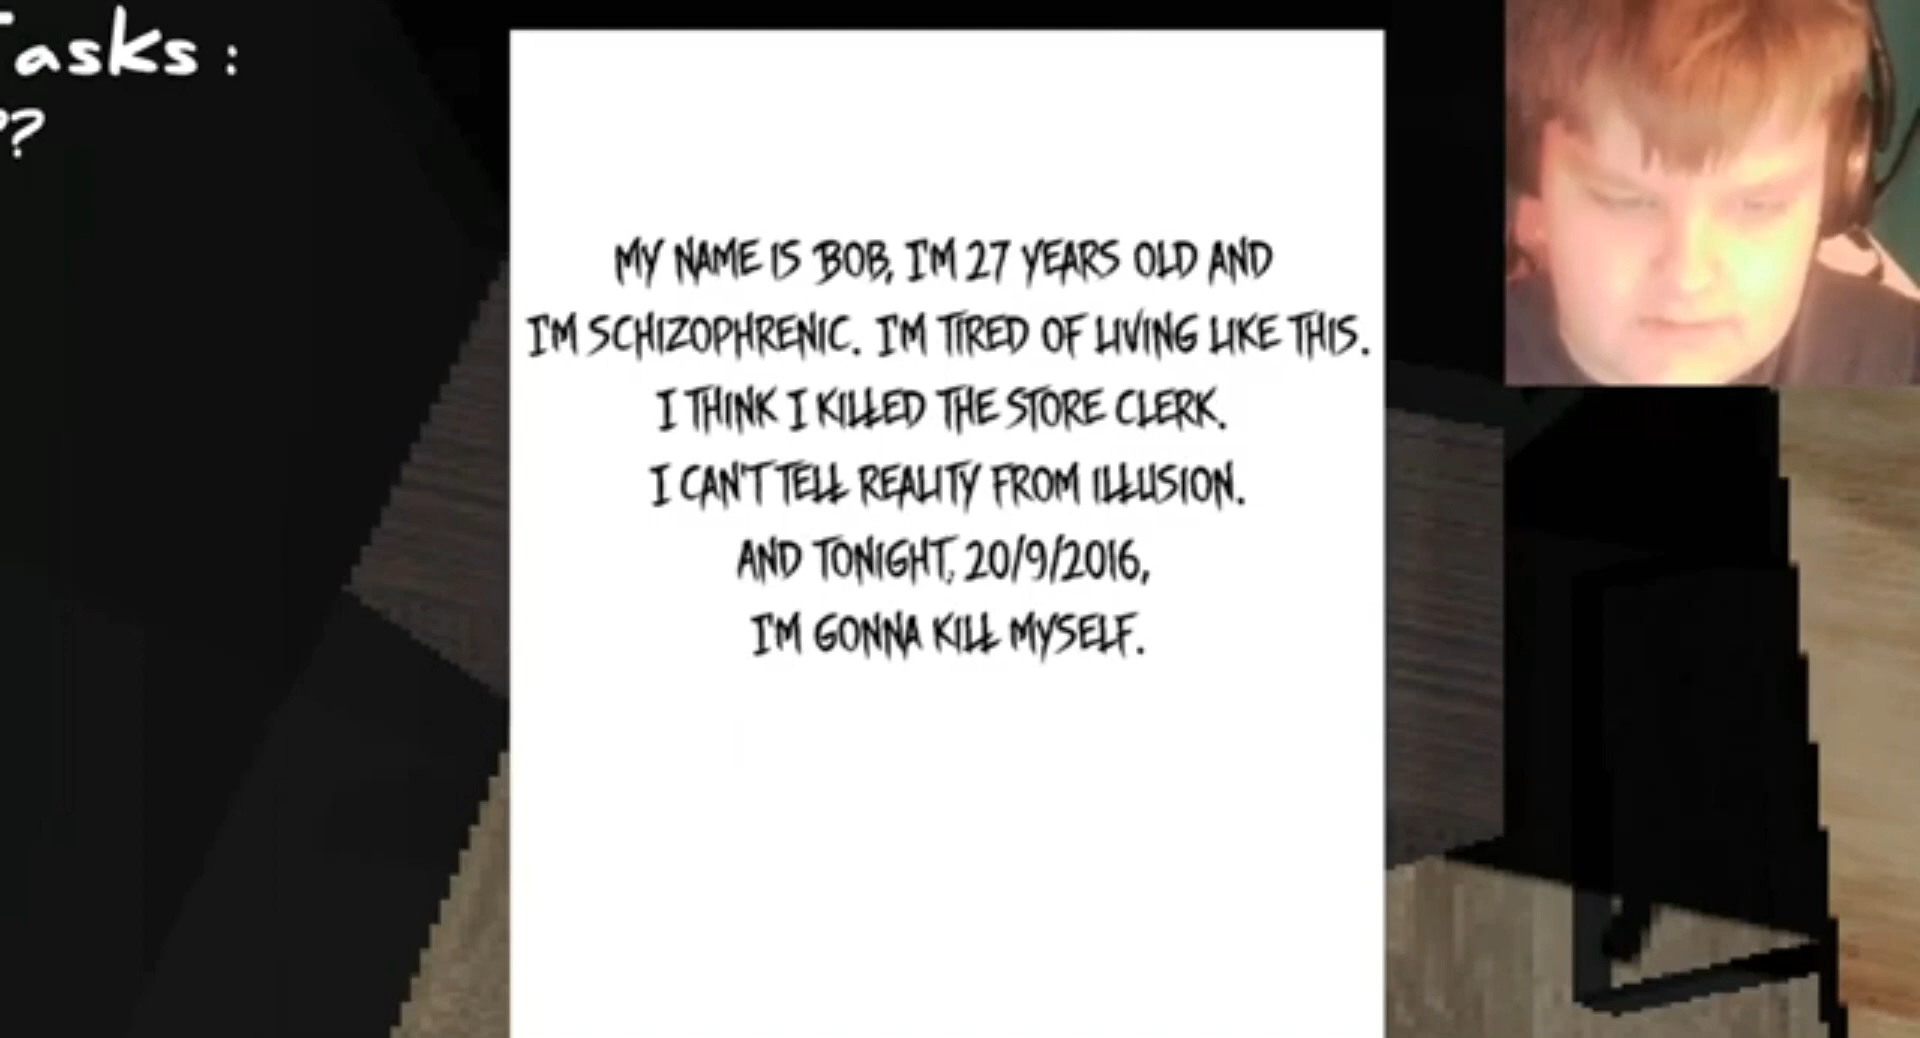 Tasks :
??
MY NAME IS BOB, I'M 27 YEARS OLD AND
I'M SCHIZOPHRENIC. I'M TIRED OF LIVING LIKE THIS.
I THINK I KILLED THE STORE CLERK.
I CAN'T TELL REALITY FROM ILLUSION.
AND TONIGHT, 20/9/2016,
I'M GONNA KILL MYSELF.